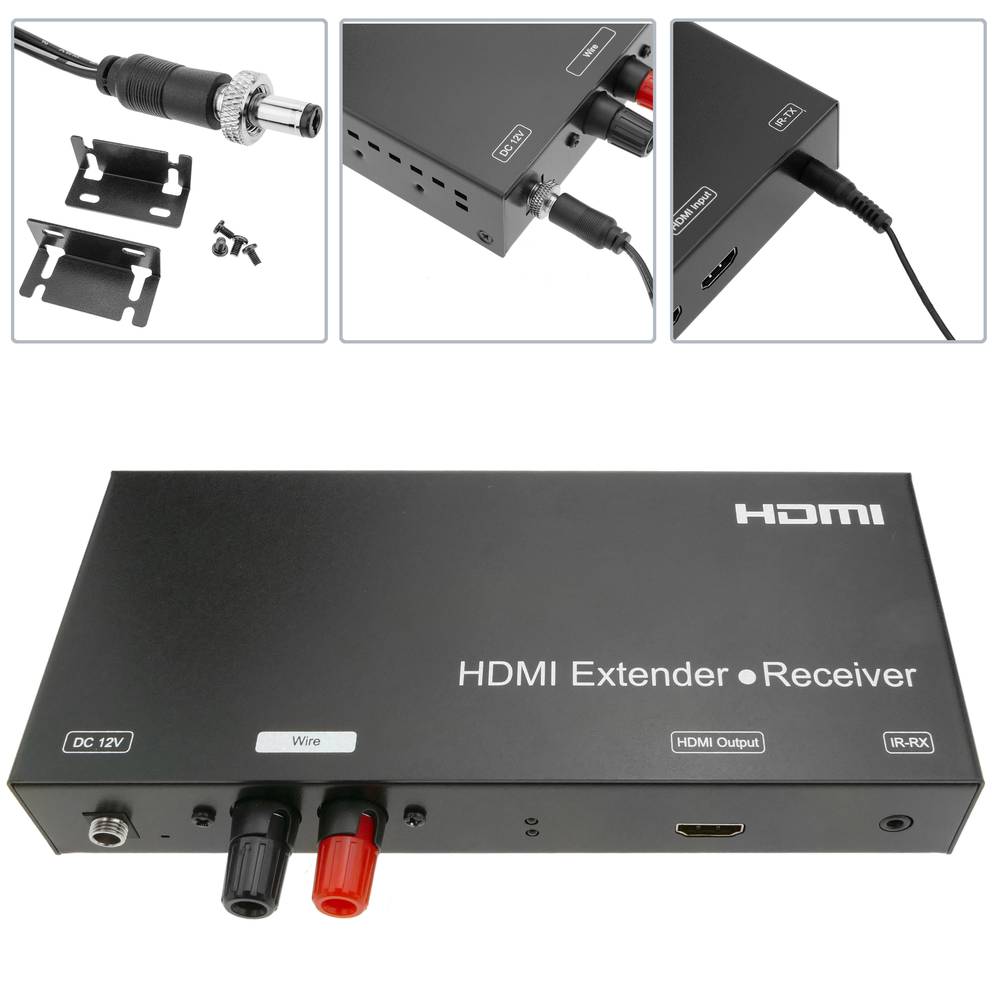 Wire
DC 12V
IR-TX
HDMI Input
HDMI
HDMI Extender ● Receiver
DC 12V
Wire
HDMI Output
IR-RX